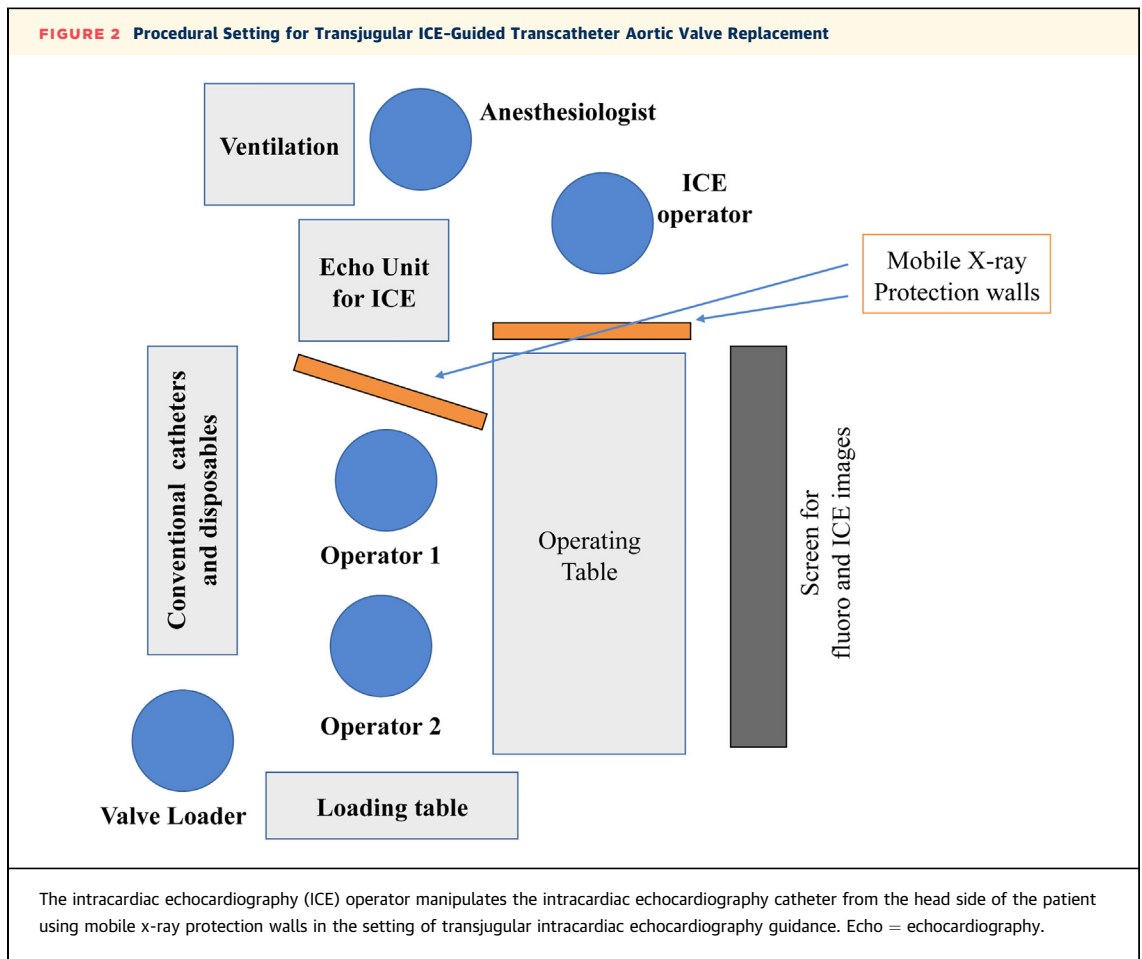 FIGURE 2 Procedural Setting for Transjugular ICE-Guided Transcatheter Aortic Valve Replacement
Ventilation
Anesthesiologist
ICE
operator
Echo Unit
for ICE
Mobile X-ray
Protection walls
Conventional catheters
and disposables
Operator 1
Operating
Table
Screen for
fluoro and ICE images
Operator 2
Valve Loader
Loading table
The intracardiac echocardiography (ICE) operator manipulates the intracardiac echocardiography catheter from the head side of the patient
using mobile x-ray protection walls in the setting of transjugular intracardiac echocardiography guidance. Echo = echocardiography.